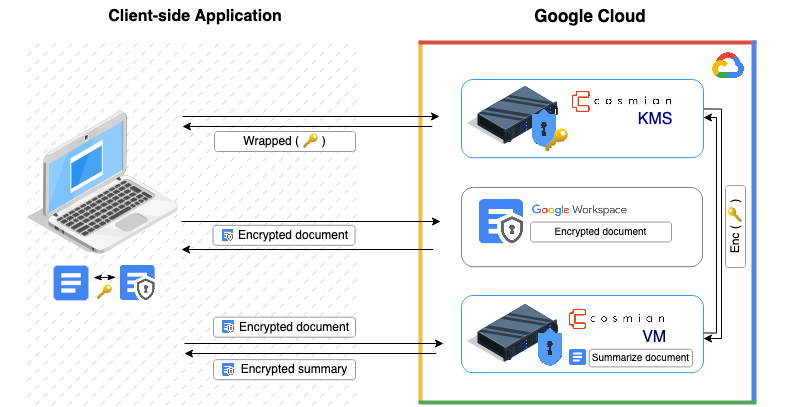 Client-side Application
Google Cloud
cosmian
KMS
Wrapped ( )
Google Workspace
Encrypted document
Encrypted document
Enc ( )
Encrypted document
Encrypted summary
cosmian
VM
Summarize document